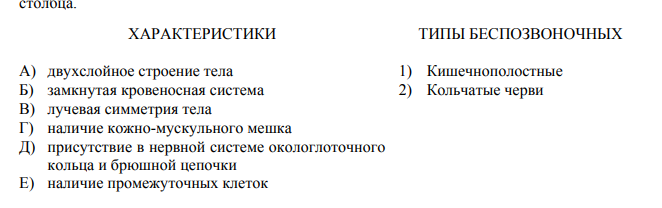 столбца.
ХАРАКТЕРИСТИКИ ТИПЫ БЕСПОЗВОНОЧНЫХ
А) двухслойное строение тела 1) Кишечнополостные
Б) замкнутая кровеносная система 2) Кольчатые черви
В) лучевая симметрия тела
Г) наличие кожно-мускульного мешка
Д) присутствие в нервной системе окологлоточного
кольца и брюшной цепочки
Е) наличие промежуточных клеток